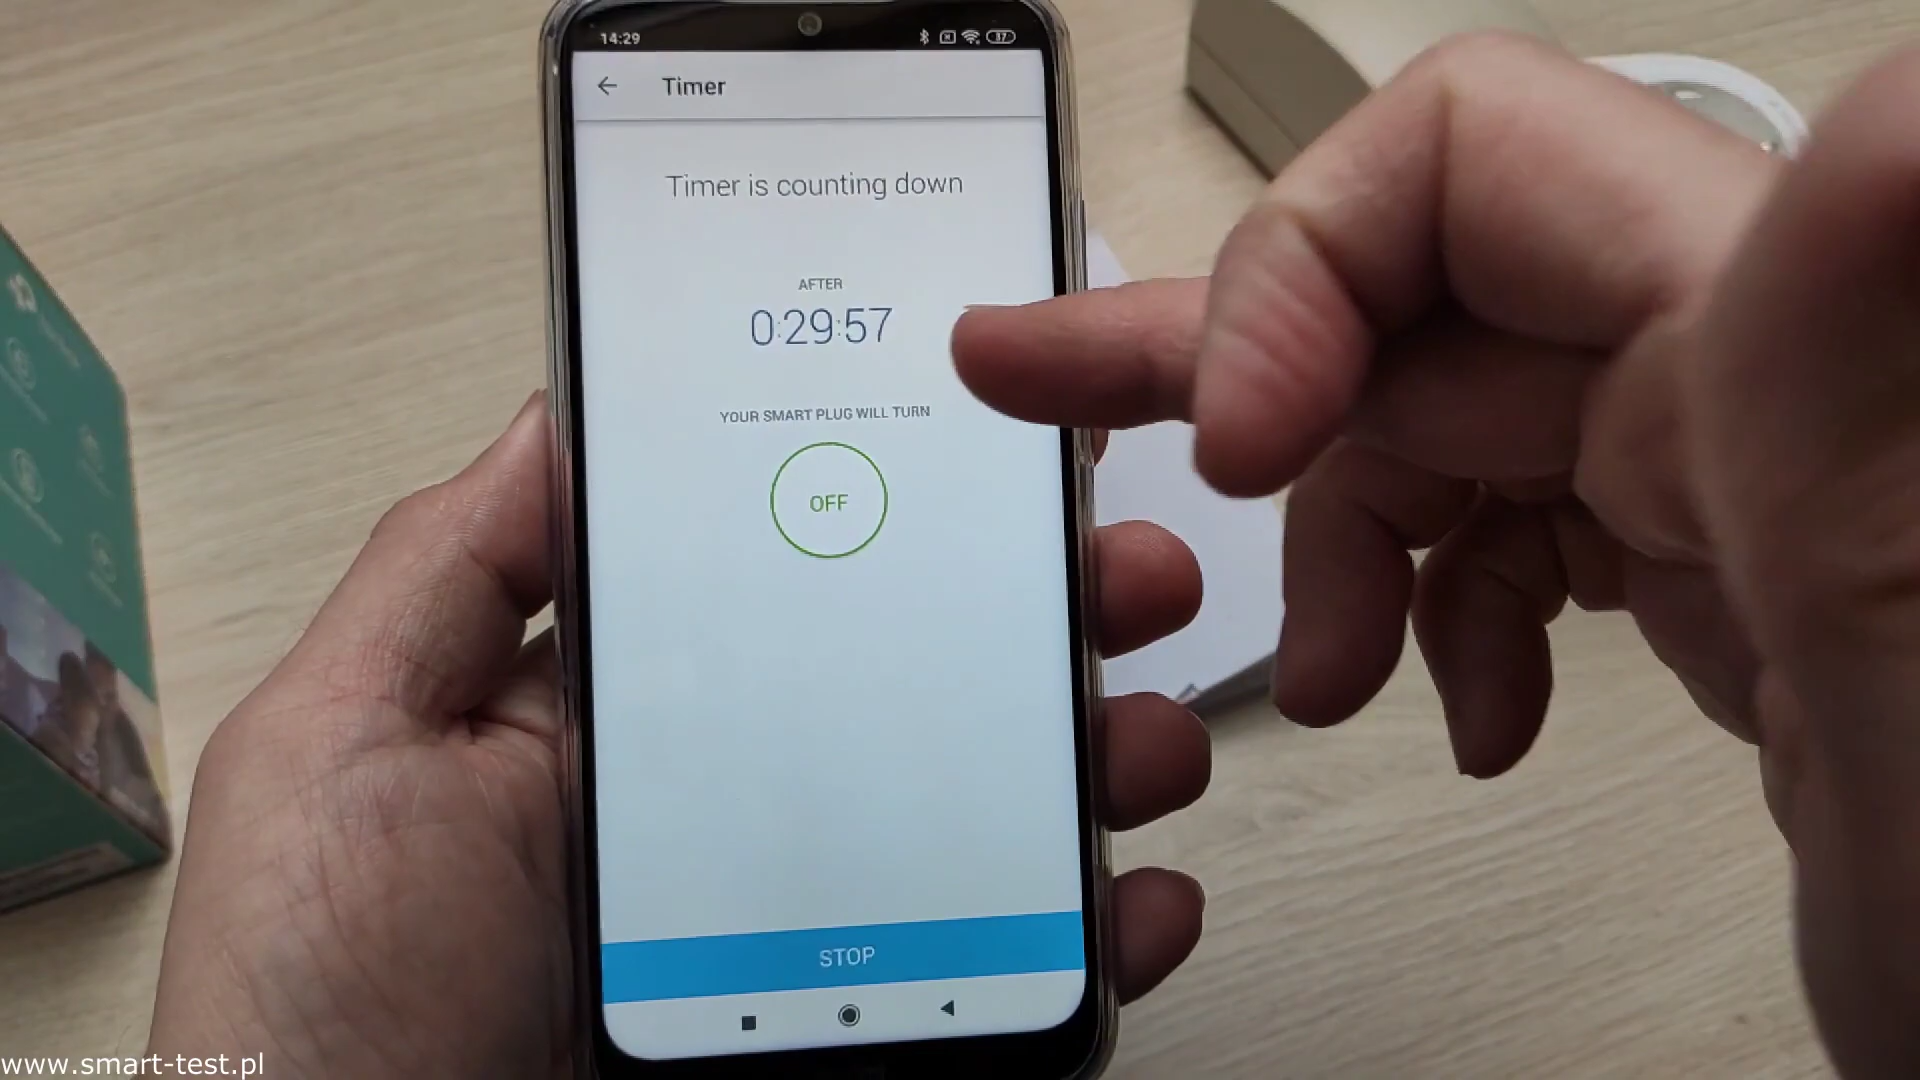 14:29
37
Timer
Timer is counting down
AFTER
0:29:57
YOUR SMART PLUG WILL TURN
OFF
STOP
www.smart-test.pl